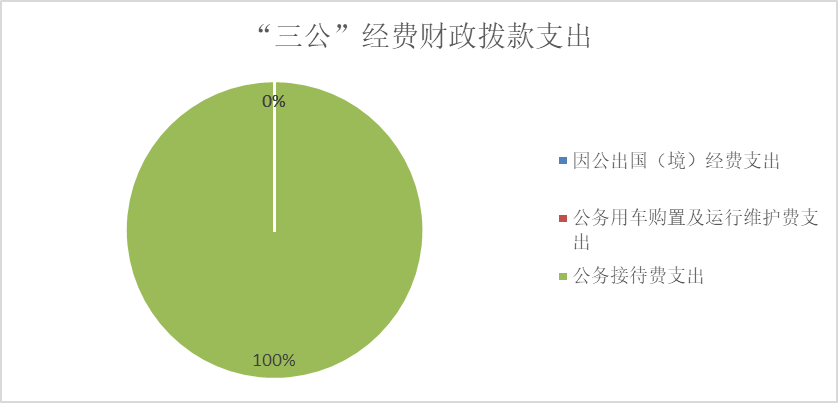 “三公”经费财政拨款支出
0%
100%
因公出国（境）经费支出
公务用车购置及运行维护费支
出
公务接待费支出